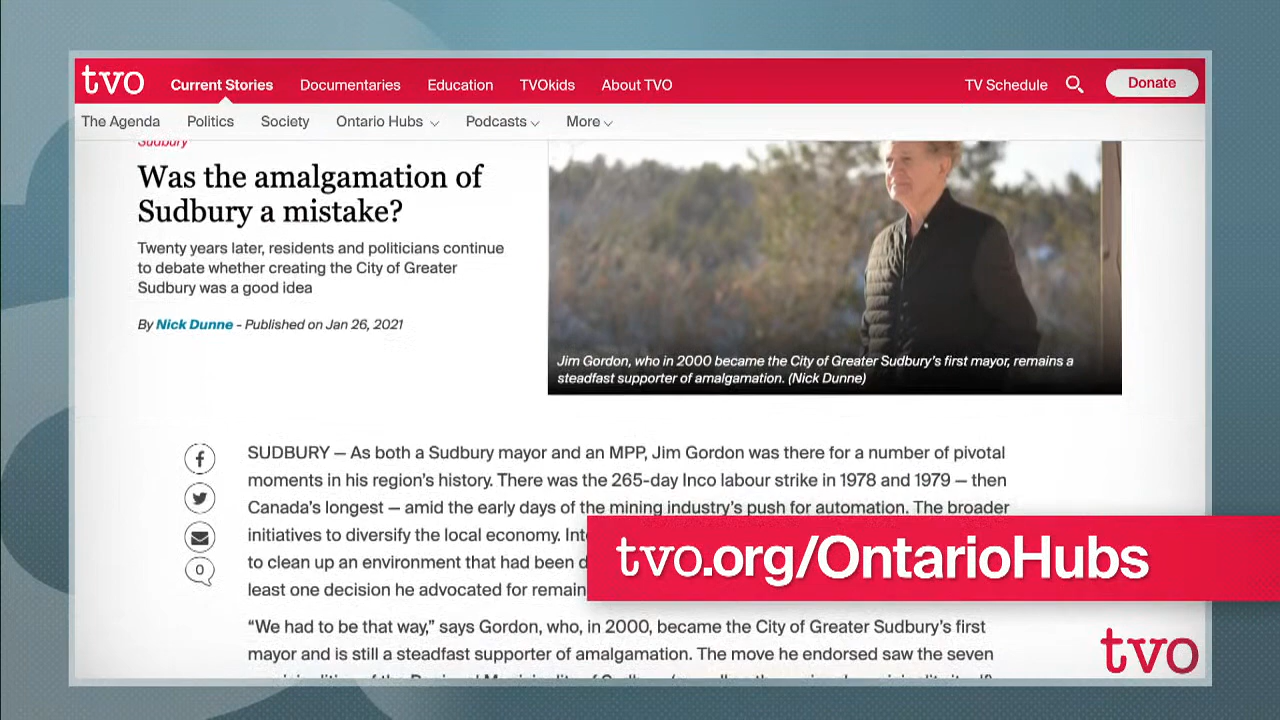 tvo Current Stories Documentaries Education TVOkids About TVO TV Schedule Donate
The Agenda Politics Society Ontario Hubs Podcasts More
Sudbury
Was the amalgamation of
Sudbury a mistake?
Twenty years later, residents and politicians continue
to debate whether creating the City of Greater
Sudbury was a good idea
By Nick Dunne - Published on Jan 26, 2021
Jim Gordon, who in 2000 became the City of Greater Sudbury's first mayor, remains a
steadfast supporter of amalgamation. (Nick Dunne)
SUDBURY — As both a Sudbury mayor and an MPP, Jim Gordon was there for a number of pivotal
moments in his region's history. There was the 265-day Inco labour strike in 1978 and 1979 — then
Canada's longest — amid the early days of the mining industry's push for automation. The broader
initiatives to diversify the local economy.
to clean up an environment that had been
least one decision he advocated for remain
0
tvo.org/OntarioHubs
"We had to be that way," says Gordon, who, in 2000, became the City of Greater Sudbury's first
mayor and is still a steadfast supporter of amalgamation. The move he endorsed saw the seven
tvo